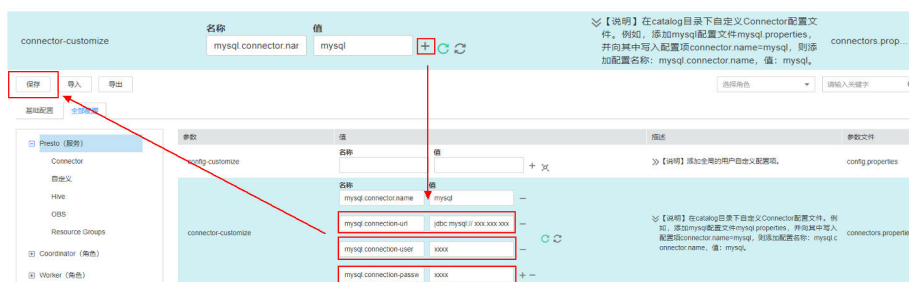 名称 值
connector-customize mysql.connector.nar mysql
【说明】在catalog目录下自定义Connector配置文
件。例如，添加mysql配置文件mysql.properties，
并向其中写入配置项connector.name=mysql，则添
加配置名称：mysql.connector.name，值：mysql。
connectors.prop...
保存 导入 导出 选择角色 请输入关键字
基础配置 全部配置
参数 值 描述 参数文件
Presto（服务）
Connector
自定义
Hive
OBS
Resource Groups
Coordinator（角色）
Worker（角色）
名称 值
config-customize 【说明】添加全局的用户自定义配置项。 config.properties
名称 值
mysql.connector.name mysql
mysql.connection-url jdbc:mysql:// xxx.xxx.xxx
connector-customize
mysql.connection-user xxxx
mysql.connection-passw xxxx
【说明】在catalog目录下自定义Connector配置文件。例
如，添加mysql配置文件mysql.properties，并向其中写入
配置项connector.name=mysql，则添加配置名称：mysql.c
onnector.name，值：mysql。
connectors.propertie